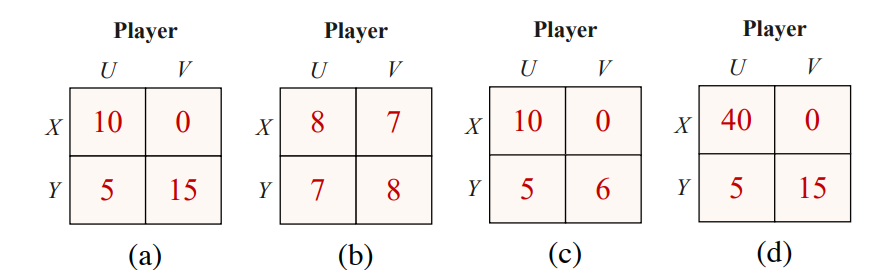 Player Player Player Player
U V U V U V U V
X 10 0 X 8 7 X 10 0 X 40 0
Y 5 15 Y 7 8 Y 5 6 Y 5 15
(a) (b) (c) (d)